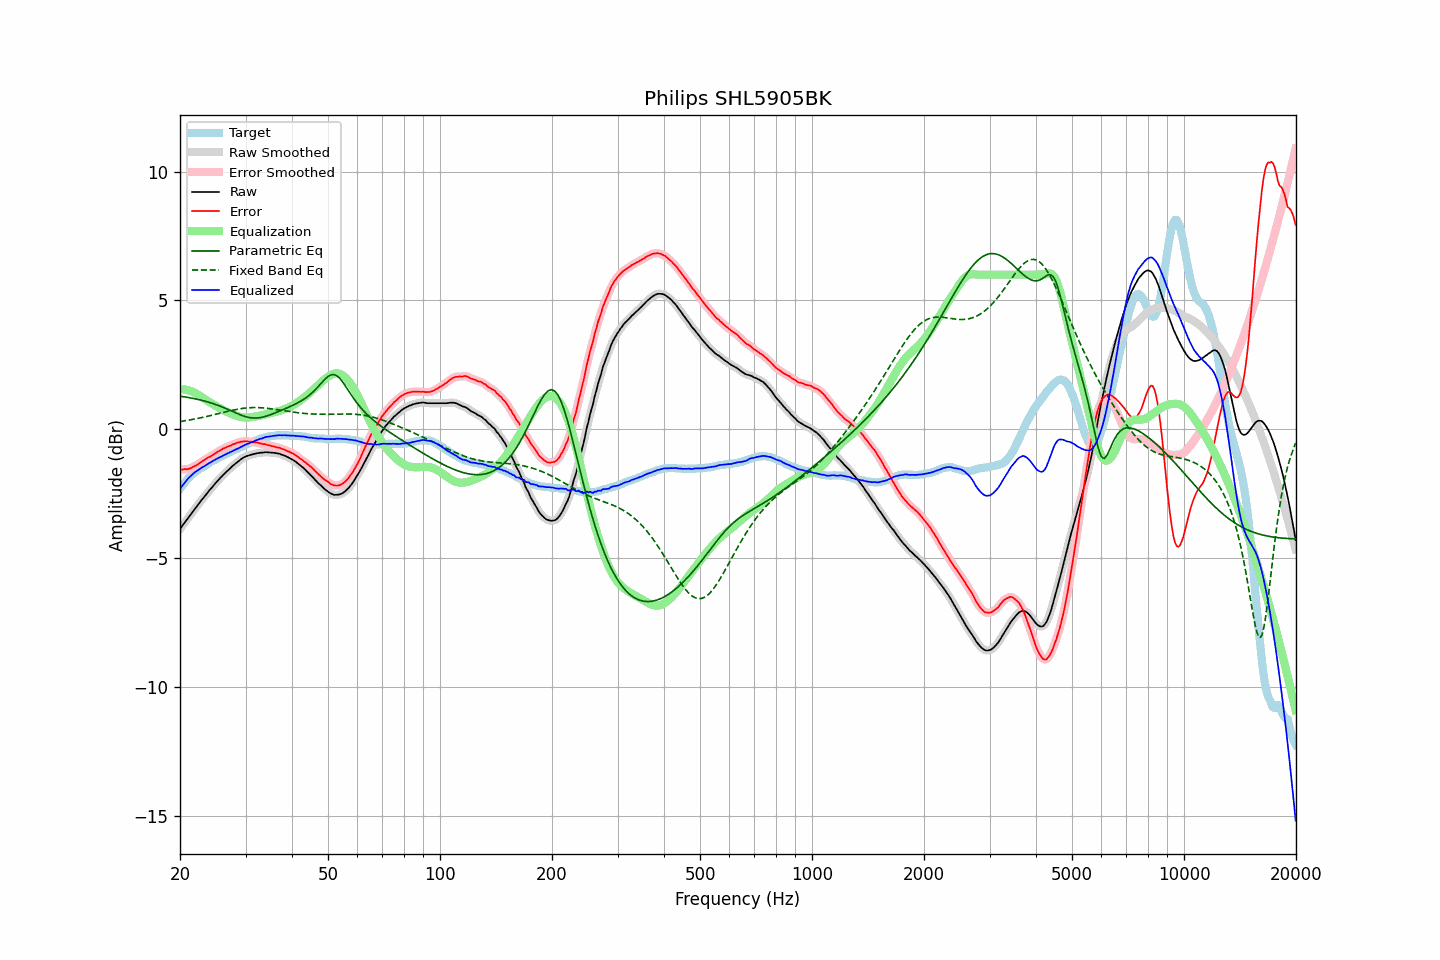 Philips SHL5905BK
Target
Raw Smoothed
Error Smoothed
Raw
Error
Equalization
Parametric Eq
Fixed Band Eq
Equalized
10
5
0
−5
−10
−15
Amplitude (dBr)
20 50 100 200 500 1000 2000 5000 10000 20000
Frequency (Hz)